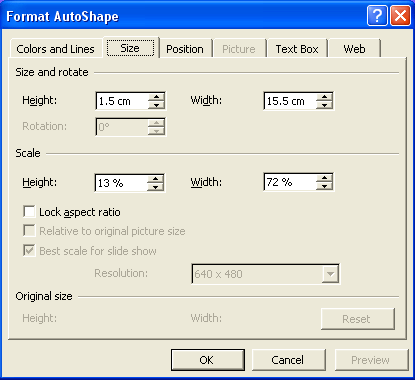 Format AutoShape
Colors and Lines Size Position Picture Text Box Web
Size and rotate
Height: 1.5 cm Width: 15.5 cm
Rotation: 0°
Scale
Height: 13 % Width: 72 %
Lock aspect ratio
Relative to original picture size
Best scale for slide show
Resolution: 640 x 480
Original size
Height: Width: Reset
OK Cancel Preview